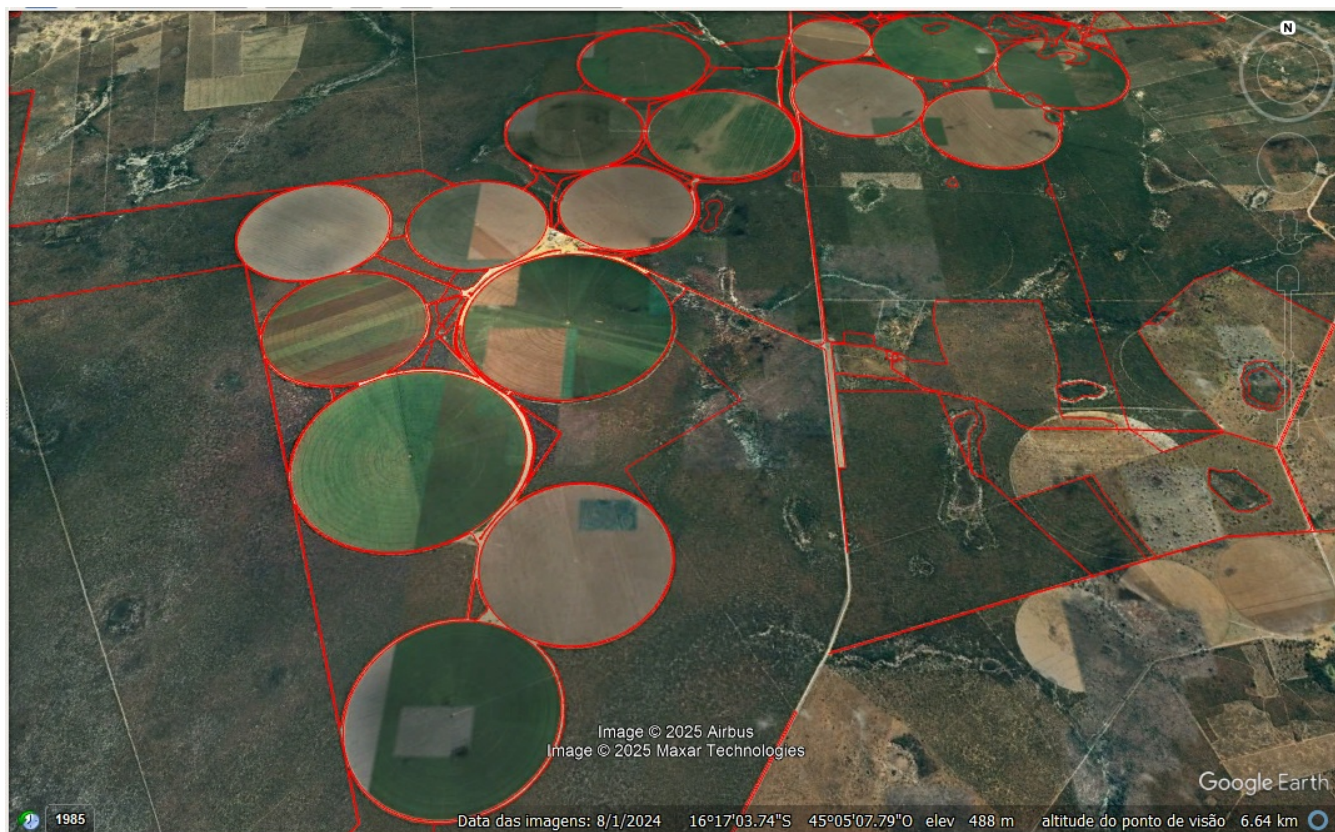 N
Image © 2025 Airbus
Image © 2025 Maxar Technologies
Google Earth
1985
Data das imagens: 8/1/2024 16°17'03.74"S 45°05'07.79"O elev 488 m altitude do ponto de visão 6.64 km